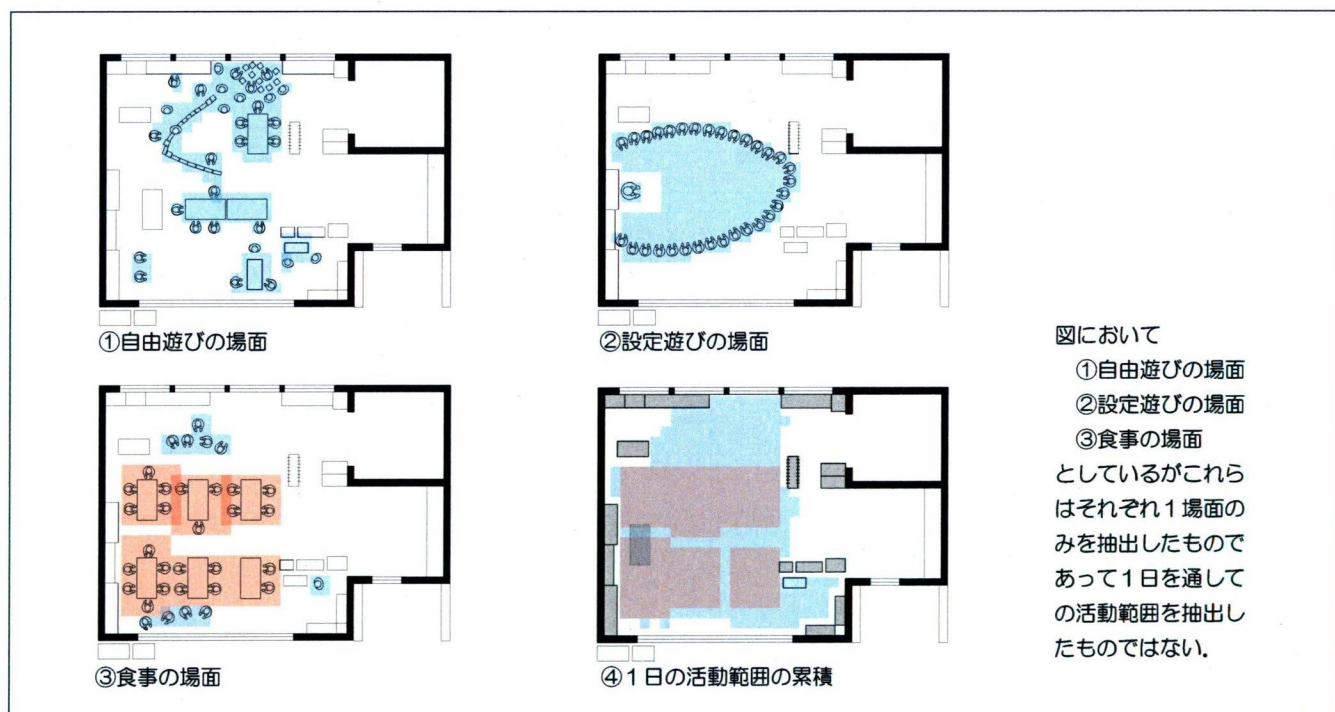 ①自由遊びの場面
②設定遊びの場面
③食事の場面
④1日の活動範囲の累積
図において
①自由遊びの場面
②設定遊びの場面
③食事の場面
としているがこれら
はそれぞれ1場面の
みを抽出したもので
あって1日を通して
の活動範囲を抽出し
たものではない.